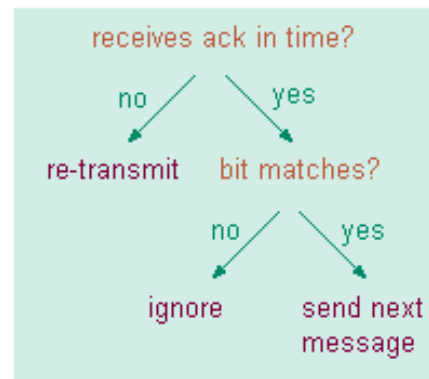 receives ack in time?
no
yes
re-transmit
bit matches?
no
yes
ignore
send next
message